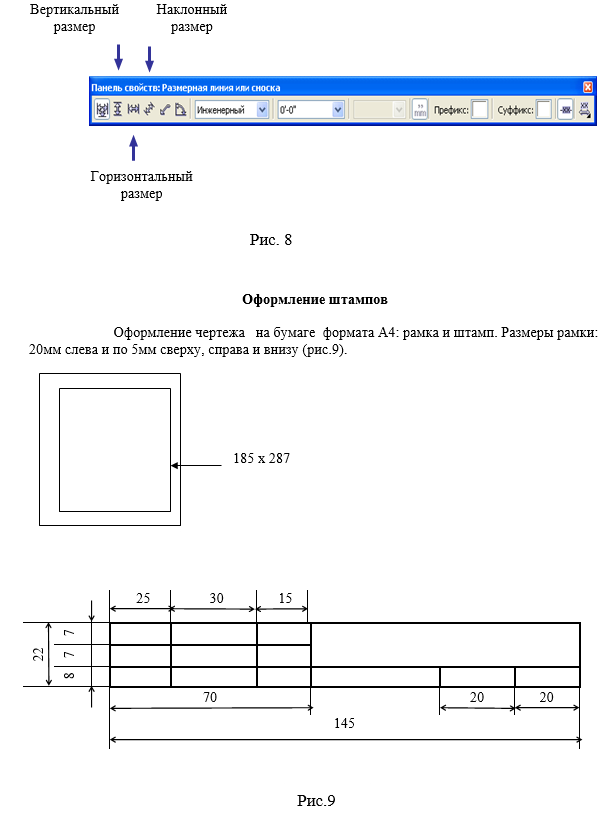 Вертикальный
размер
Наклонный
размер
Панель свойств: Размерная линия или сноска
Инженерный
0'-0"
"
mm
Префикс:
Суффикс:
Горизонтальный
размер
Рис. 8
Оформление штампов
Оформление чертежа на бумаге формата А4: рамка и штамп. Размеры рамки:
20мм слева и по 5мм сверху, справа и внизу (рис.9).
185 x 287
25 30 15
7
7
8
22
70 20 20
145
Рис.9